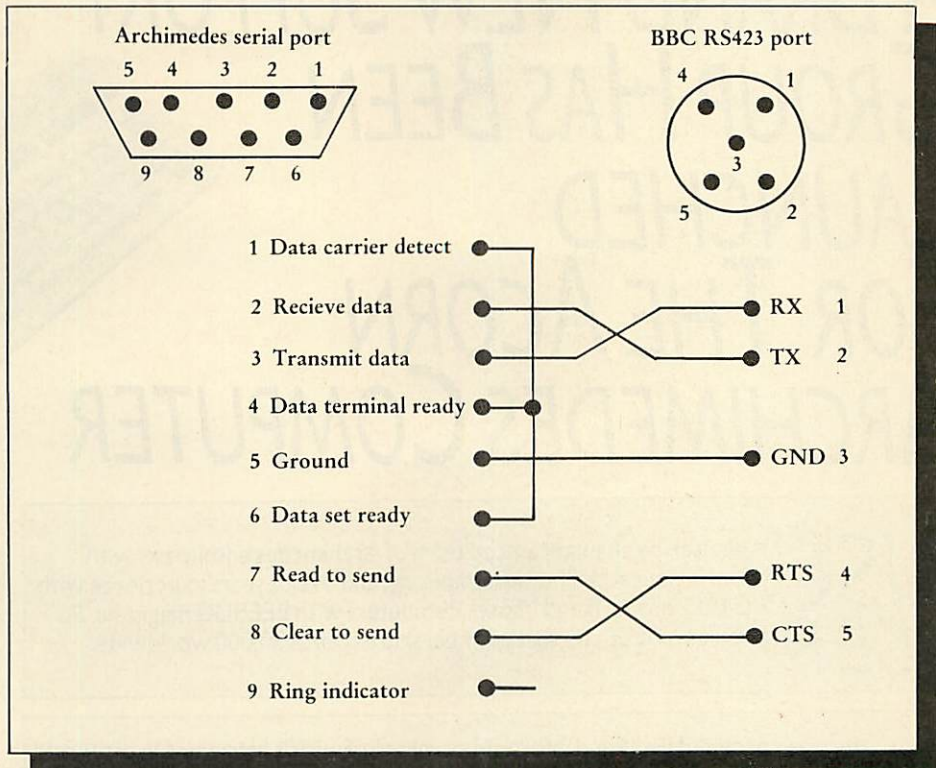 Archimedes serial port
5 4 3 2 1
9 8 7 6
BBC RS423 port
4 1
3
5 2
1 Data carrier detect
2 Recieve data RX 1
3 Transmit data TX 2
4 Data terminal ready
5 Ground GND 3
6 Data set ready
7 Read to send RTS 4
8 Clear to send CTS 5
9 Ring indicator